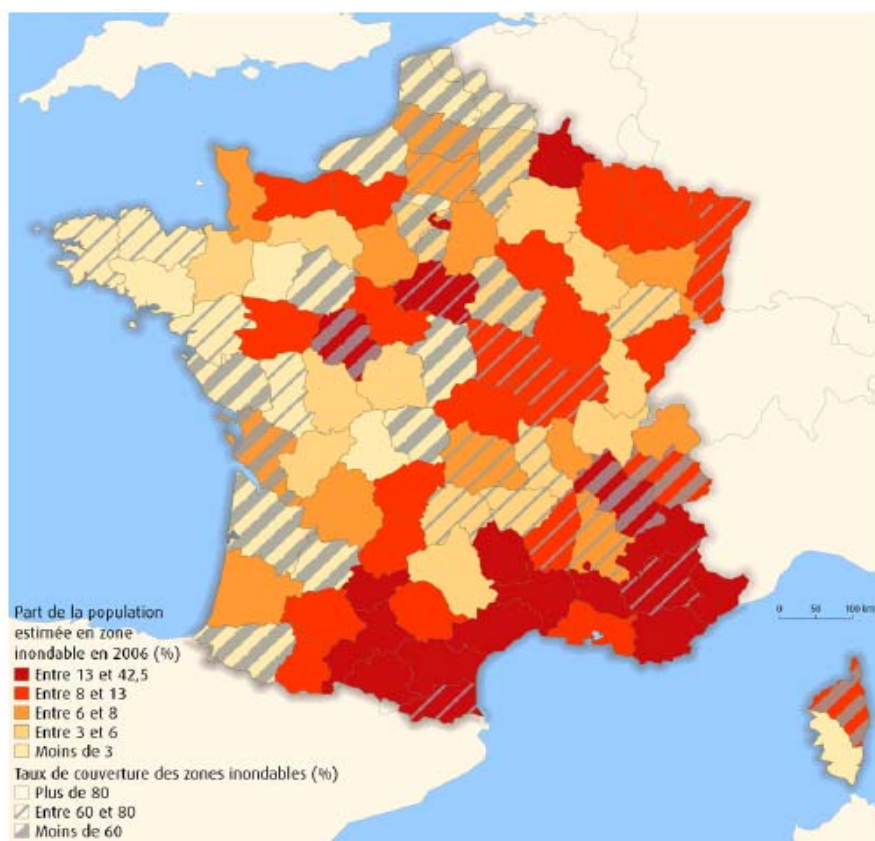 Part de la population
estimée en zone
inondable en 2006 (%)
Entre 13 et 42,5
Entre 8 et 13
Entre 6 et 8
Entre 3 et 6
Moins de 3
Taux de couverture des zones inondables (%)
Plus de 80
Entre 60 et 80
Moins de 60
0 50 100 km